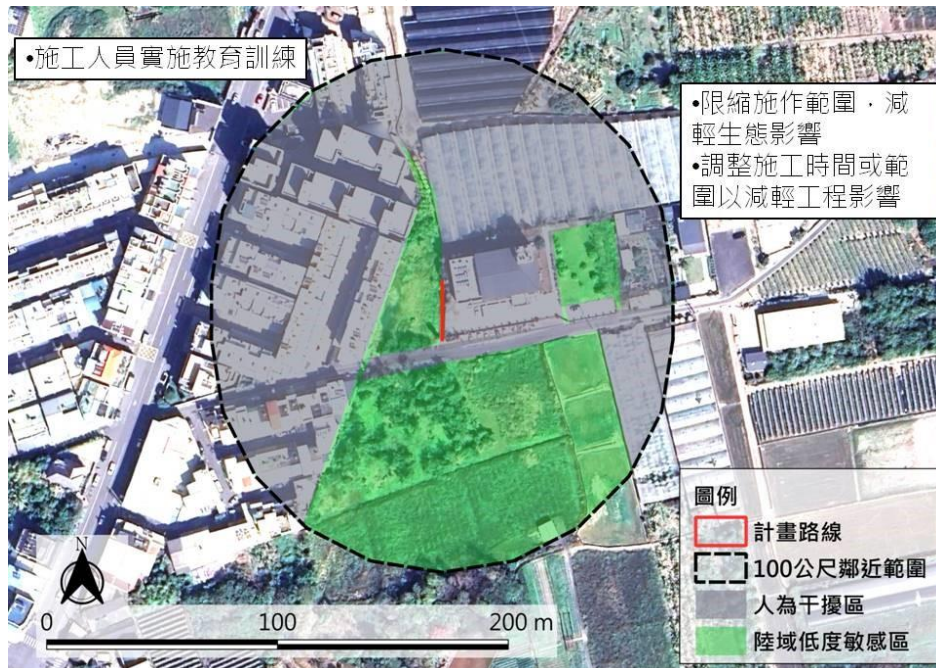 •施工人員實施教育訓練
•限縮施作範圍，減
輕生態影響
•調整施工時間或範
圍以減輕工程影響
圖例
計畫路線
100公尺鄰近範圍
人為干擾區
陸域低度敏感區
N
0 100 200 m